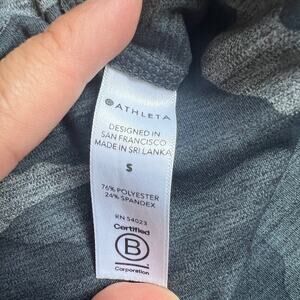 ATHLETA
DESIGNED IN
SAN FRANCISCO
MADE IN SRI LANKA
S
76% POLYESTER
24% SPANDEX
RN 54023
Certified
B
Corporation